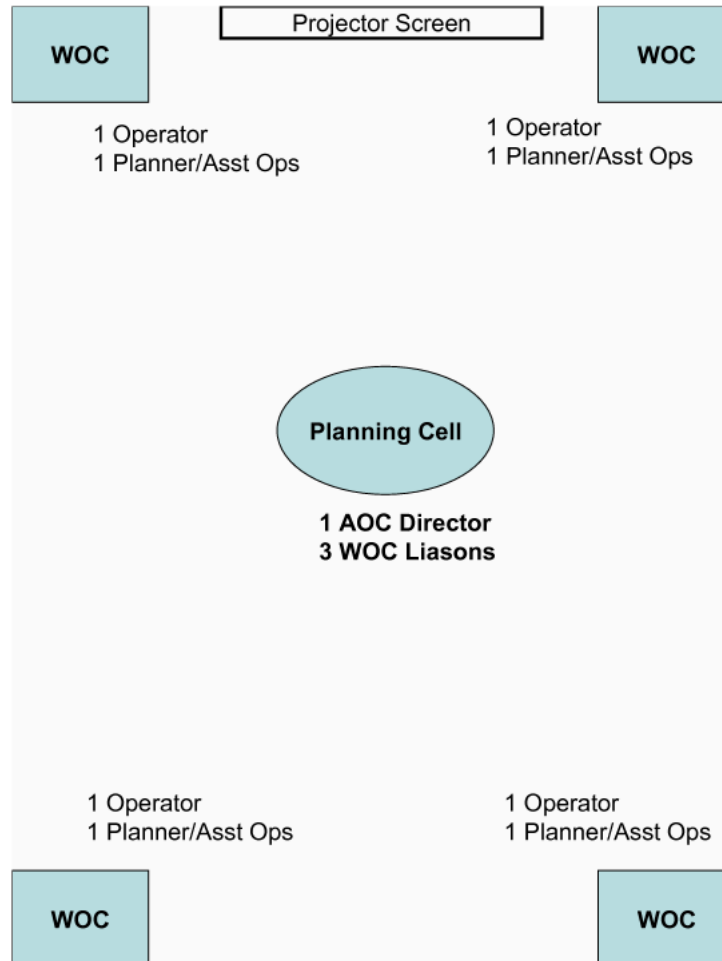 Projector Screen
WOC
WOC
1 Operator
1 Planner/Asst Ops
1 Operator
1 Planner/Asst Ops
Planning Cell
1 AOC Director
3 WOC Liasons
1 Operator
1 Planner/Asst Ops
1 Operator
1 Planner/Asst Ops
WOC
WOC